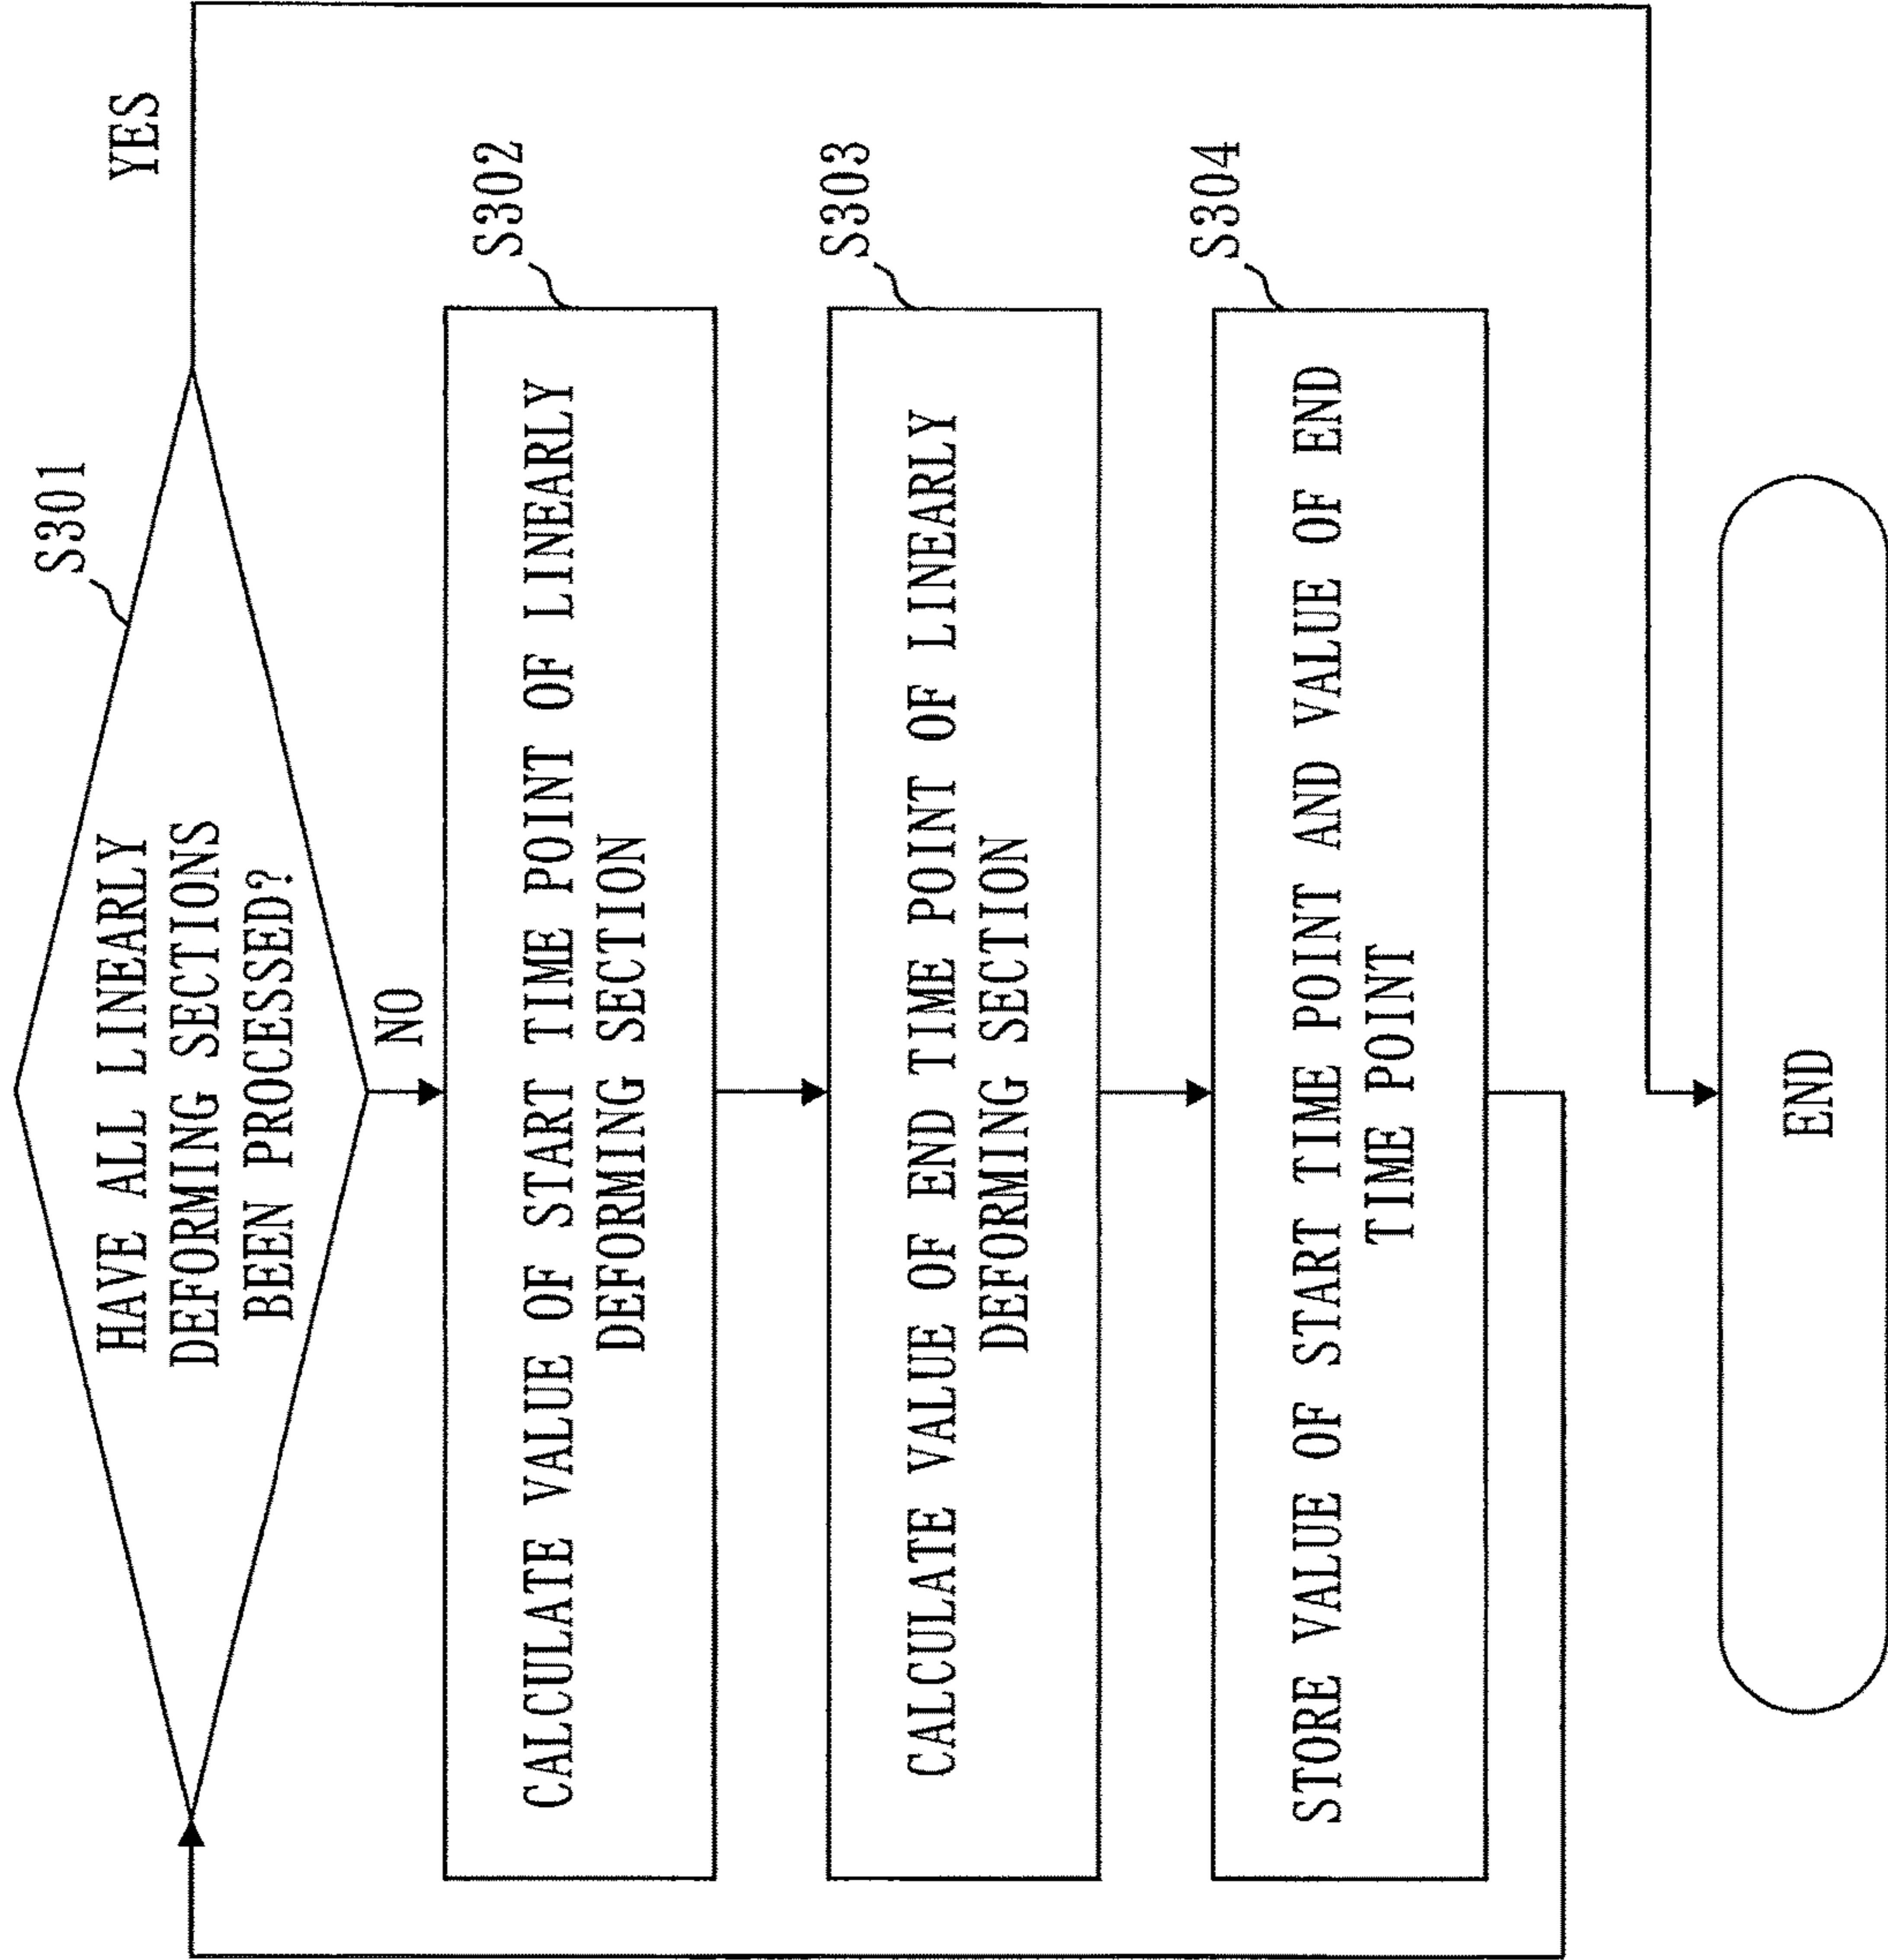 S301
HAVE ALL LINEARLY
DEFORMING SECTIONS
BEEN PROCESSED?
YES
NO
S302
CALCULATE VALUE OF START TIME POINT OF LINEARLY
DEFORMING SECTION
S303
CALCULATE VALUE OF END TIME POINT OF LINEARLY
DEFORMING SECTION
S304
STORE VALUE OF START TIME POINT AND VALUE OF END
TIME POINT
END